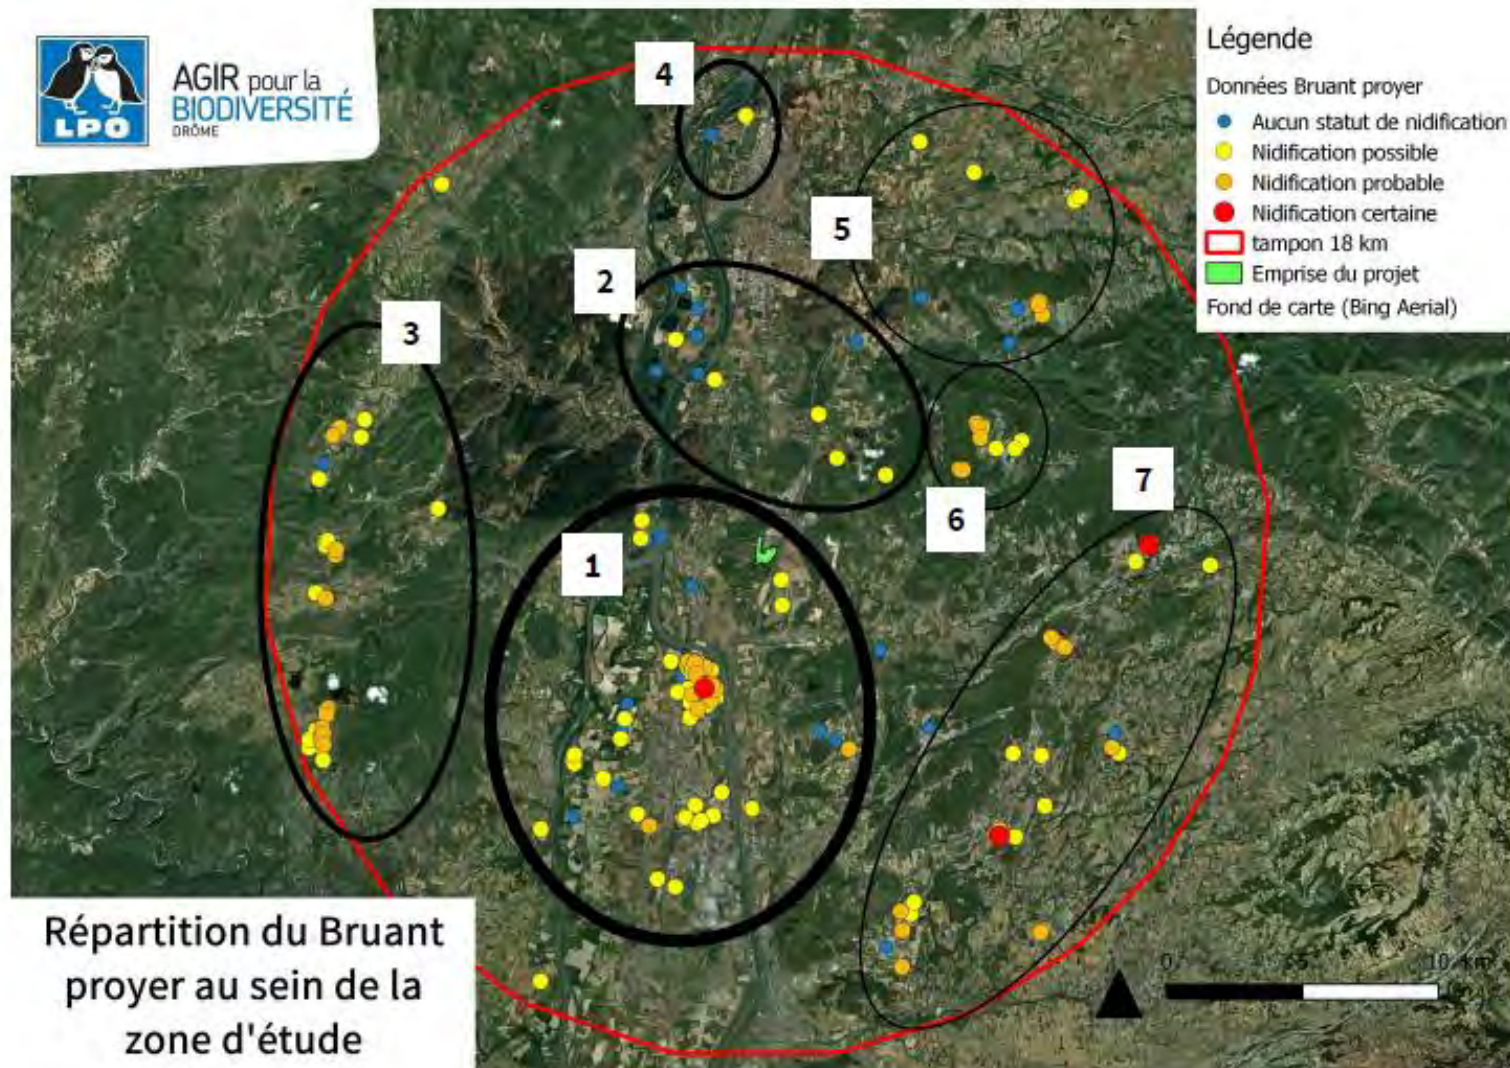 LPO
AGIR pour la
BIODIVERSITÉ
DRÔME
Légende
Données Bruant proyer
Aucun statut de nidification
Nidification possible
Nidification probable
Nidification certaine
tampon 18 km
Emprise du projet
Fond de carte (Bing Aerial)
4
5
2
3
7
6
1
Répartition du Bruant
proyer au sein de la
zone d'étude
0 5 10 km